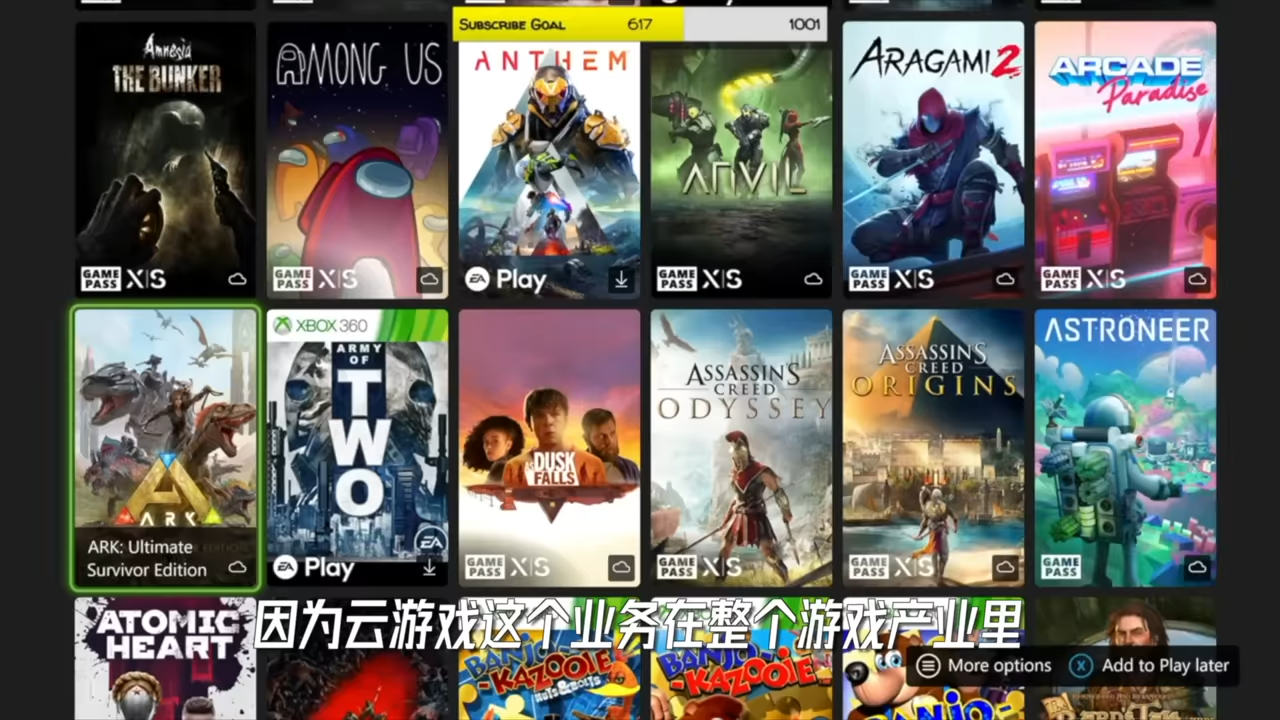 SUBSCRIBE GOAL 617 1001
Amnesia
THE BUNKER
GAME PASS X|S
AMONG US
GAME PASS X|S
ANTHEM
EA Play
ANVIL
GAME PASS X|S
ARAGAMI 2
GAME PASS X|S
ARCADE
Paradise
GAME PASS X|S
ARK
ARK: Ultimate
Survivor Edition
XBOX 360
ARMY
OF
TWO
EA
EA Play
AS DUSK
FALLS
GAME PASS X|S
ASSASSIN'S
CREED
ODYSSEY
GAME PASS X|S
ASSASSIN'S
CREED
ORIGINS
GAME PASS X|S
ASTRONEER
GAME PASS
ATOMIC
HEART
BANJO
-KAZOOIE
NUTS & BOLTS
BANJO
-KAZOOIE
BANJO-
因为云游戏这个业务在整个游戏产业里
More options X Add to Play later